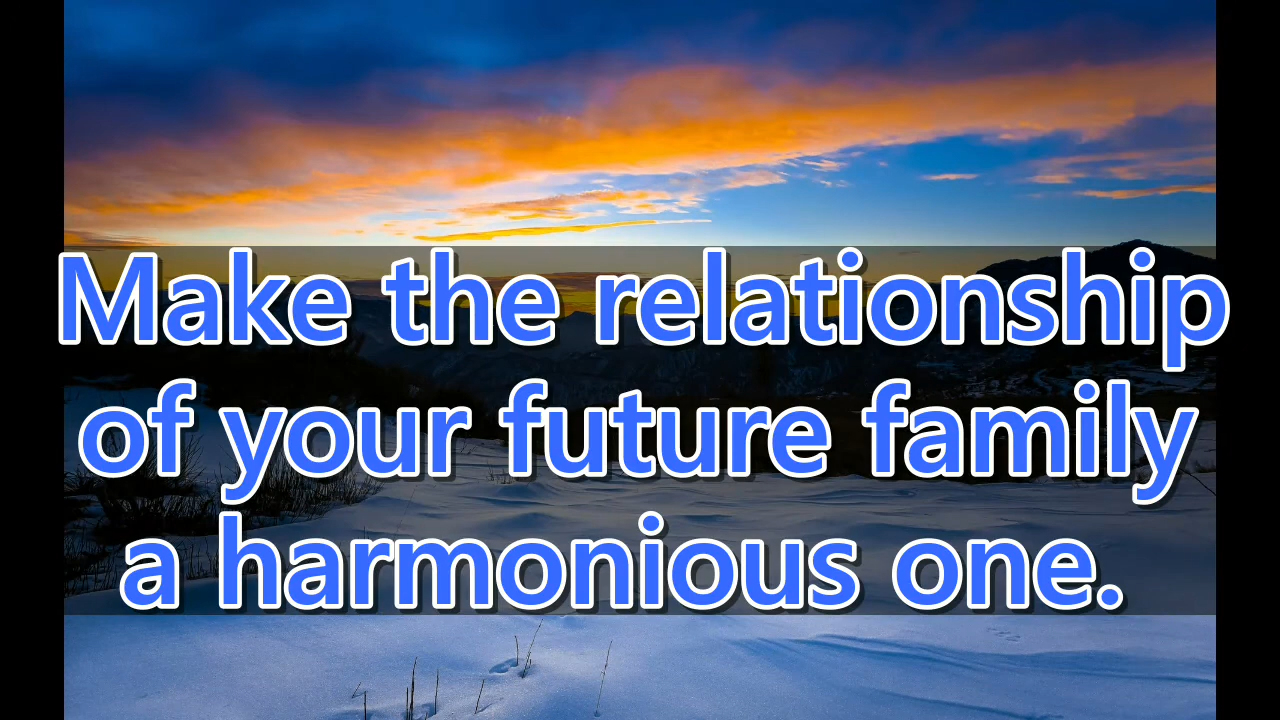 Make the relationship
of your future family
a harmonious one.